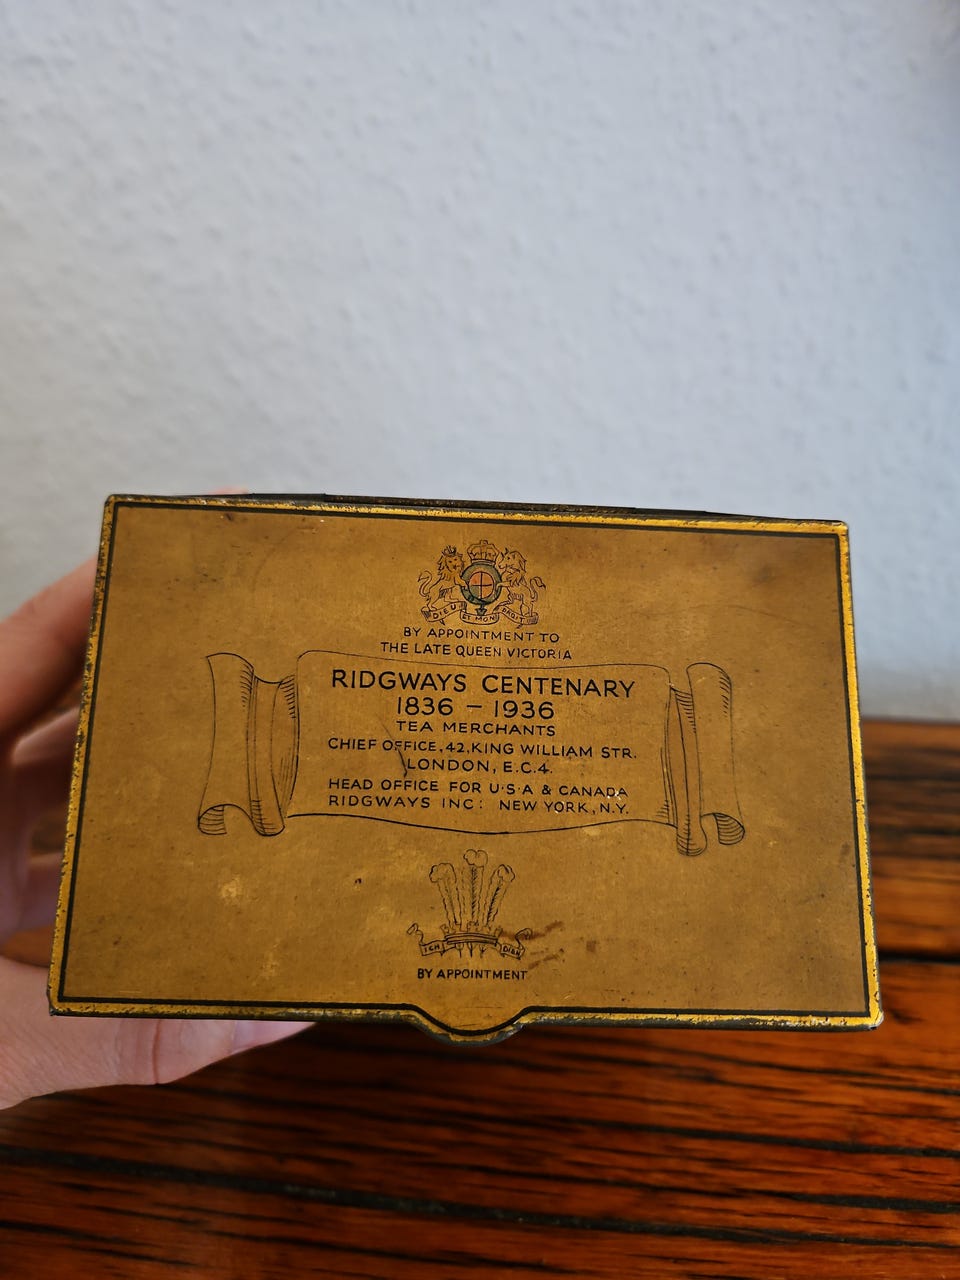 DIEU ET MON DROIT
BY APPOINTMENT TO
THE LATE QUEEN VICTORIA
RIDGWAYS CENTENARY
1836 – 1936
TEA MERCHANTS
CHIEF OFFICE, 42, KING WILLIAM STR.
LONDON, E.C.4.
HEAD OFFICE FOR U·S·A & CANADA
RIDGWAYS INC: NEW YORK, N.Y.
ICH DIEN
BY APPOINTMENT